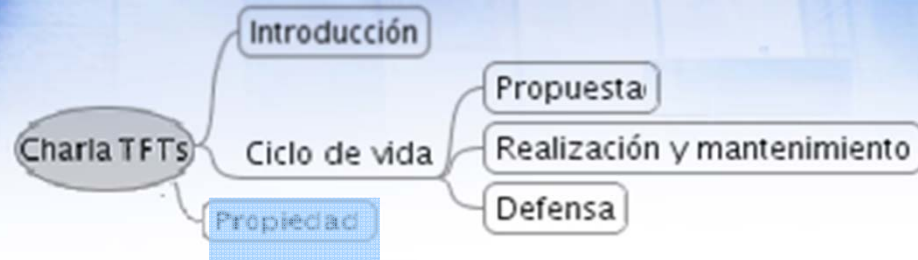 Introducción
Propuesta
Charla TFTs
Ciclo de vida
Realización y mantenimiento
Defensa
Propiedad